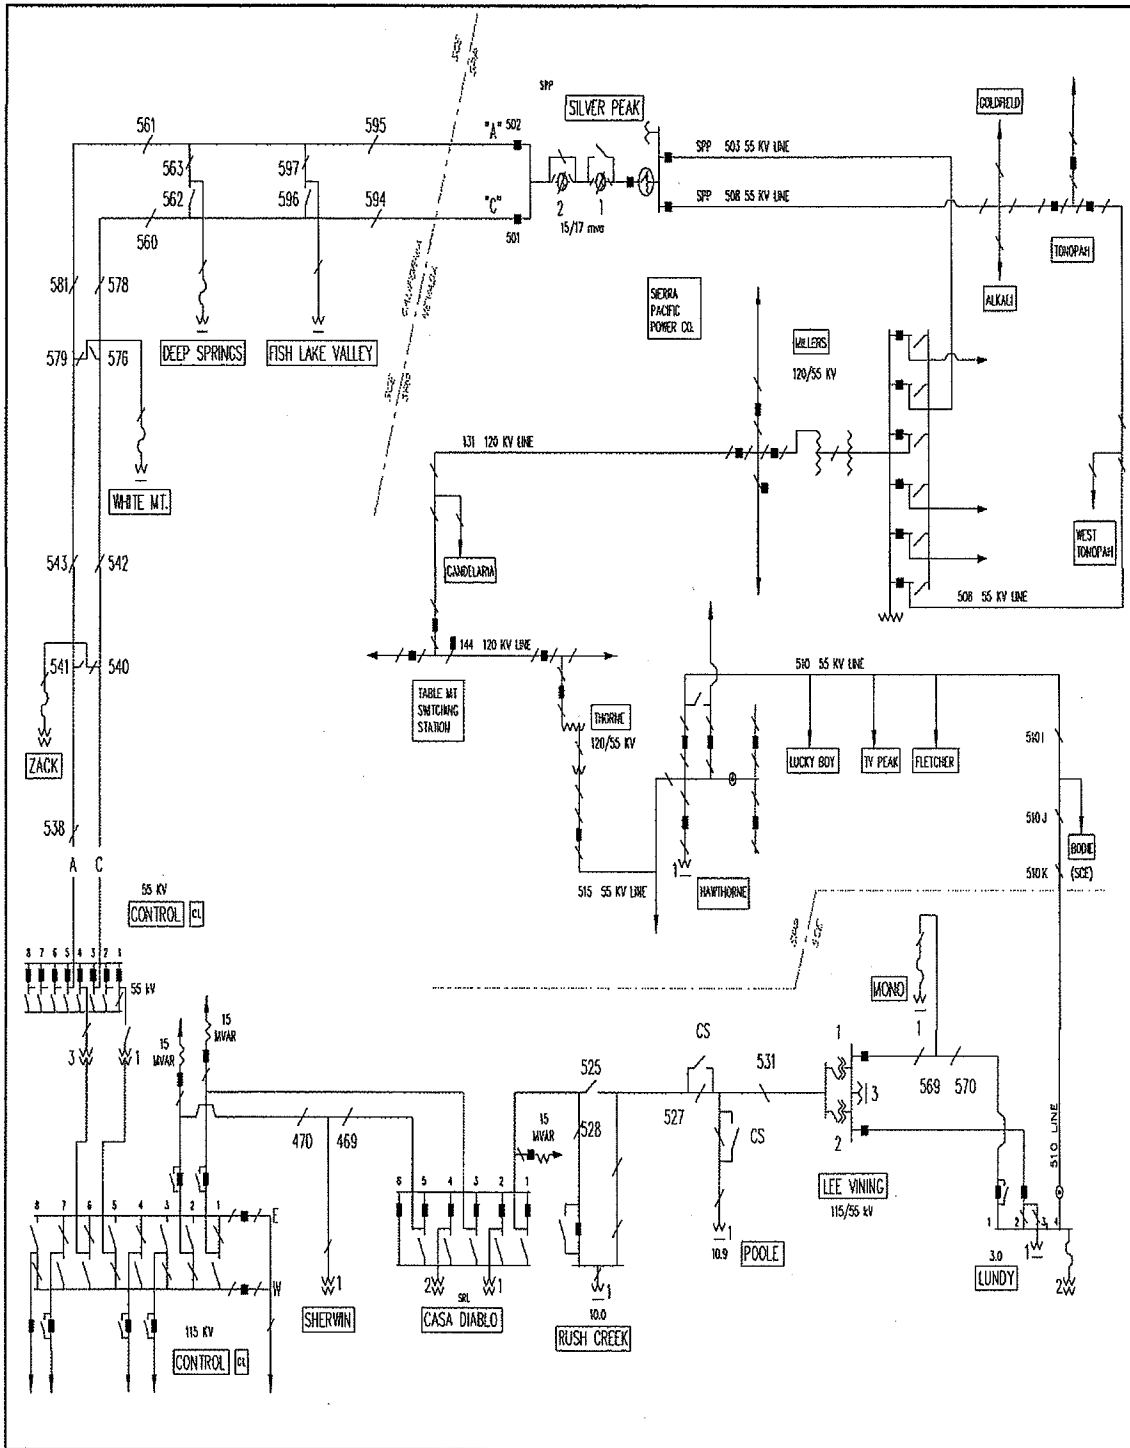 SPP
SILVER PEAK
561
595
"A" 502
563
597
562
596
"C"
594
560
501
2
1
15/17 mva
SPP 503 55 KV LINE
SPP 508 55 KV LINE
GOLDFIELD
TONOPAH
ALKALI
581
578
579
576
DEEP SPRINGS
FISH LAKE VALLEY
CALIFORNIA
NEVADA
SIERRA
PACIFIC
POWER CO.
MILLERS
120/55 KV
WHITE MT.
131 120 KV LINE
543
542
CANDELARIA
WEST
TONOPAH
508 55 KV LINE
541
540
144 120 KV LINE
510 55 KV LINE
TABLE MT
SWITCHING
STATION
THORNE
120/55 KV
ZACK
LUCKY BOY
TV PEAK
FLETCHER
510 I
538
510 J
BODIE
(SCE)
510 K
A C
1
515 55 KV LINE
HAWTHORNE
55 KV
CONTROL CL
8 7 6 5 4 3 2 1
55 KV
MONO
1
3
1
15
MVAR
15
MVAR
CS
525
531
1
527
569
570
3
470
469
15
MVAR
528
CS
2
510 LINE
LEE VINING
115/55 kV
6 5 4 3 2 1
8 7 6 5 4 3 2 1
E
1 2 3 4
1
10.9
POOLE
3.0
LUNDY
1
2
W
1
SHERWIN
2
1
SRL
CASA DIABLO
1
10.0
RUSH CREEK
115 KV
CONTROL CL